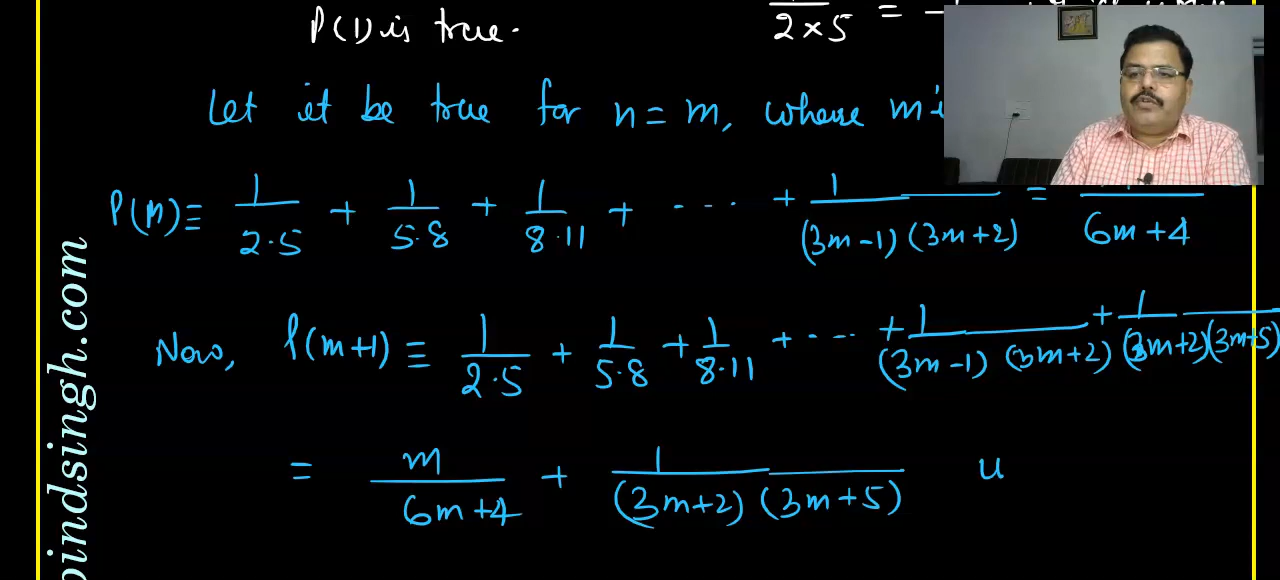 P(1) is true.
2×5 =
Let it be true for n = m, where m
P(m) ≡ 1/(2·5) + 1/(5·8) + 1/(8·11) + ... + 1/((3m-1)(3m+2)) = /(6m+4)
Now, P(m+1) ≡ 1/(2·5) + 1/(5·8) + 1/(8·11) + ... + 1/((3m-1)(3m+2)) + 1/((3m+2)(3m+5))
= m/(6m+4) + 1/((3m+2)(3m+5)) u
pindsingh.com